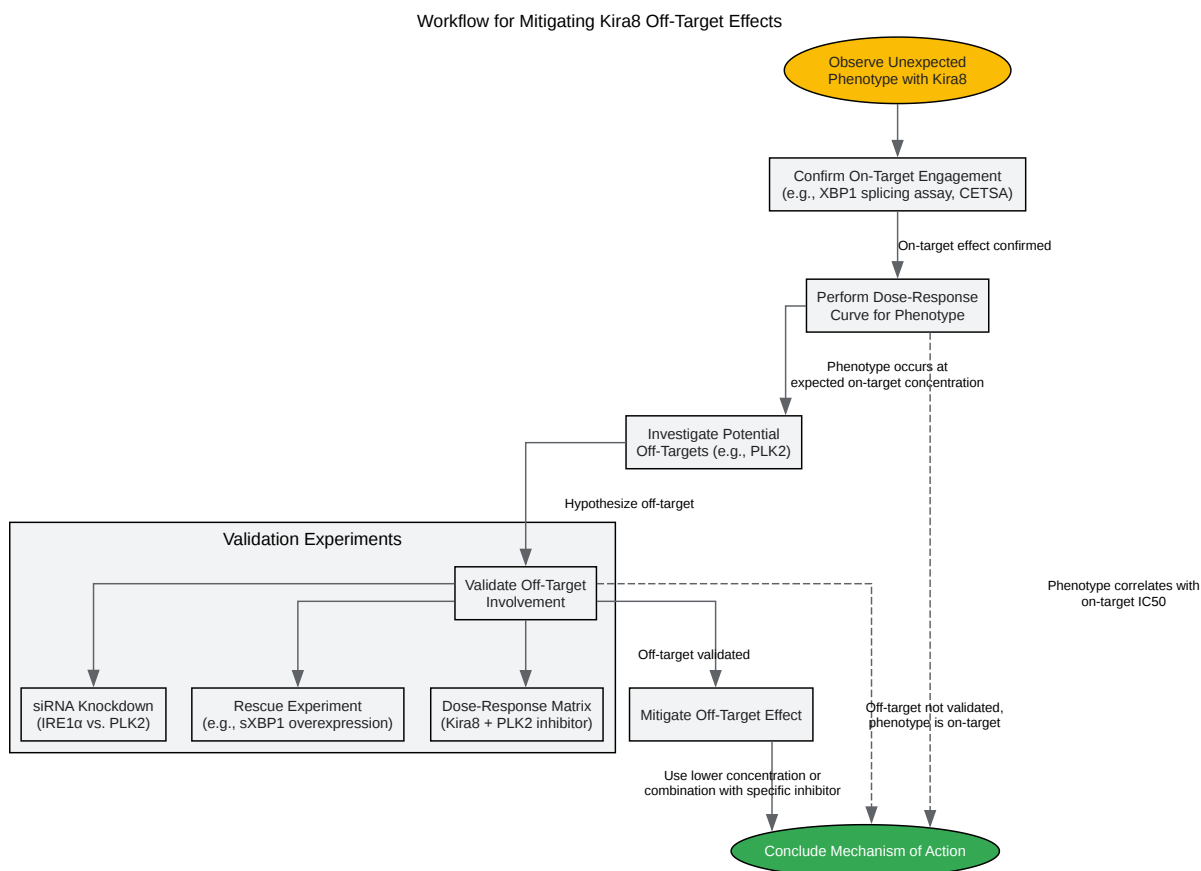 Workflow for Mitigating Kira8 Off-Target Effects
Observe Unexpected
Phenotype with Kira8
Confirm On-Target Engagement
(e.g., XBP1 splicing assay, CETSA)
On-target effect confirmed
Perform Dose-Response
Curve for Phenotype
Phenotype occurs at
expected on-target concentration
Investigate Potential
Off-Targets (e.g., PLK2)
Hypothesize off-target
Validation Experiments
Validate Off-Target
Involvement
Phenotype correlates with
on-target IC50
Off-target validated
siRNA Knockdown
(IRE1α vs. PLK2)
Rescue Experiment
(e.g., sXBP1 overexpression)
Dose-Response Matrix
(Kira8 + PLK2 inhibitor)
Mitigate Off-Target Effect
Off-target not validated,
phenotype is on-target
Use lower concentration or
combination with specific inhibitor
Conclude Mechanism of Action